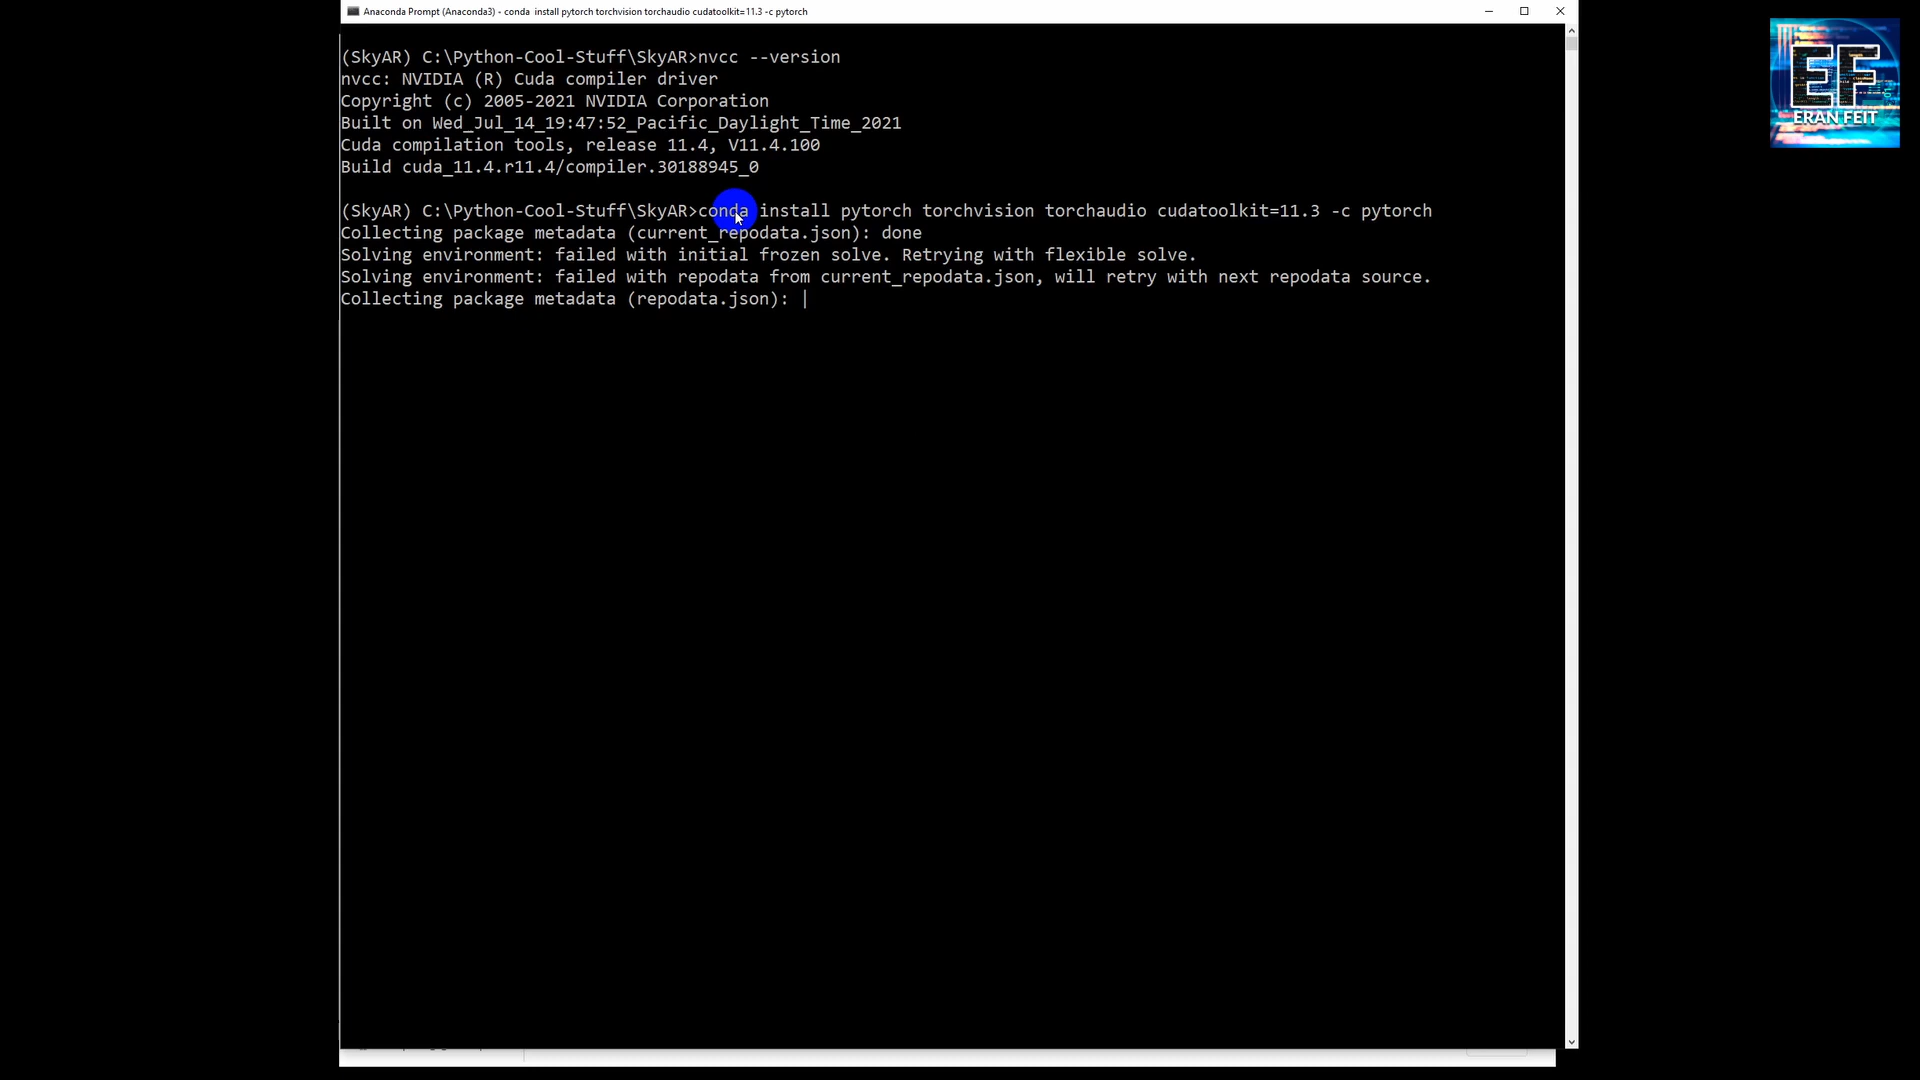 Anaconda Prompt (Anaconda3) - conda  install pytorch torchvision torchaudio cudatoolkit=11.3 -c pytorch
(SkyAR) C:\Python-Cool-Stuff\SkyAR>nvcc --version
nvcc: NVIDIA (R) Cuda compiler driver
Copyright (c) 2005-2021 NVIDIA Corporation
Built on Wed_Jul_14_19:47:52_Pacific_Daylight_Time_2021
Cuda compilation tools, release 11.4, V11.4.100
Build cuda_11.4.r11.4/compiler.30188945_0
(SkyAR) C:\Python-Cool-Stuff\SkyAR>conda install pytorch torchvision torchaudio cudatoolkit=11.3 -c pytorch
Collecting package metadata (current_repodata.json): done
Solving environment: failed with initial frozen solve. Retrying with flexible solve.
Solving environment: failed with repodata from current_repodata.json, will retry with next repodata source.
Collecting package metadata (repodata.json): |
EF
ERAN FEIT